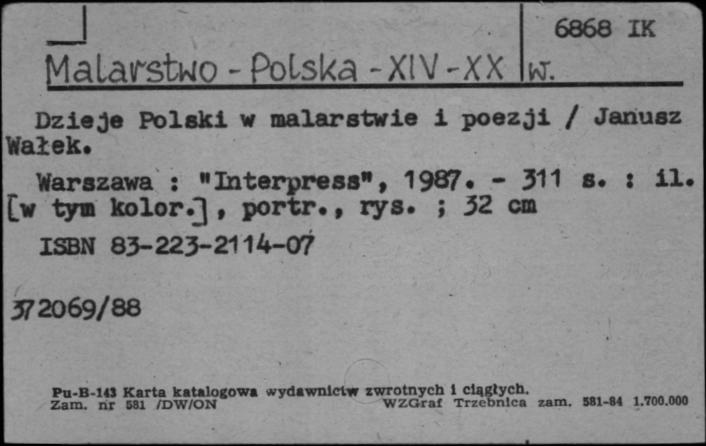 6868 IK
Malarstwo - Polska - XIV - XX w.
Dzieje Polski w malarstwie i poezji / Janusz
Wałek.
Warszawa : "Interpress", 1987. - 311 s. : il.
[w tym kolor.], portr., rys. ; 32 cm
ISBN 83-223-2114-07
372069/88
Pu-B-143 Karta katalogowa wydawnictw zwrotnych i ciągłych.
Zam. nr 581 /DW/ON WZGraf Trzebnica zam. 581-84 1.700.000